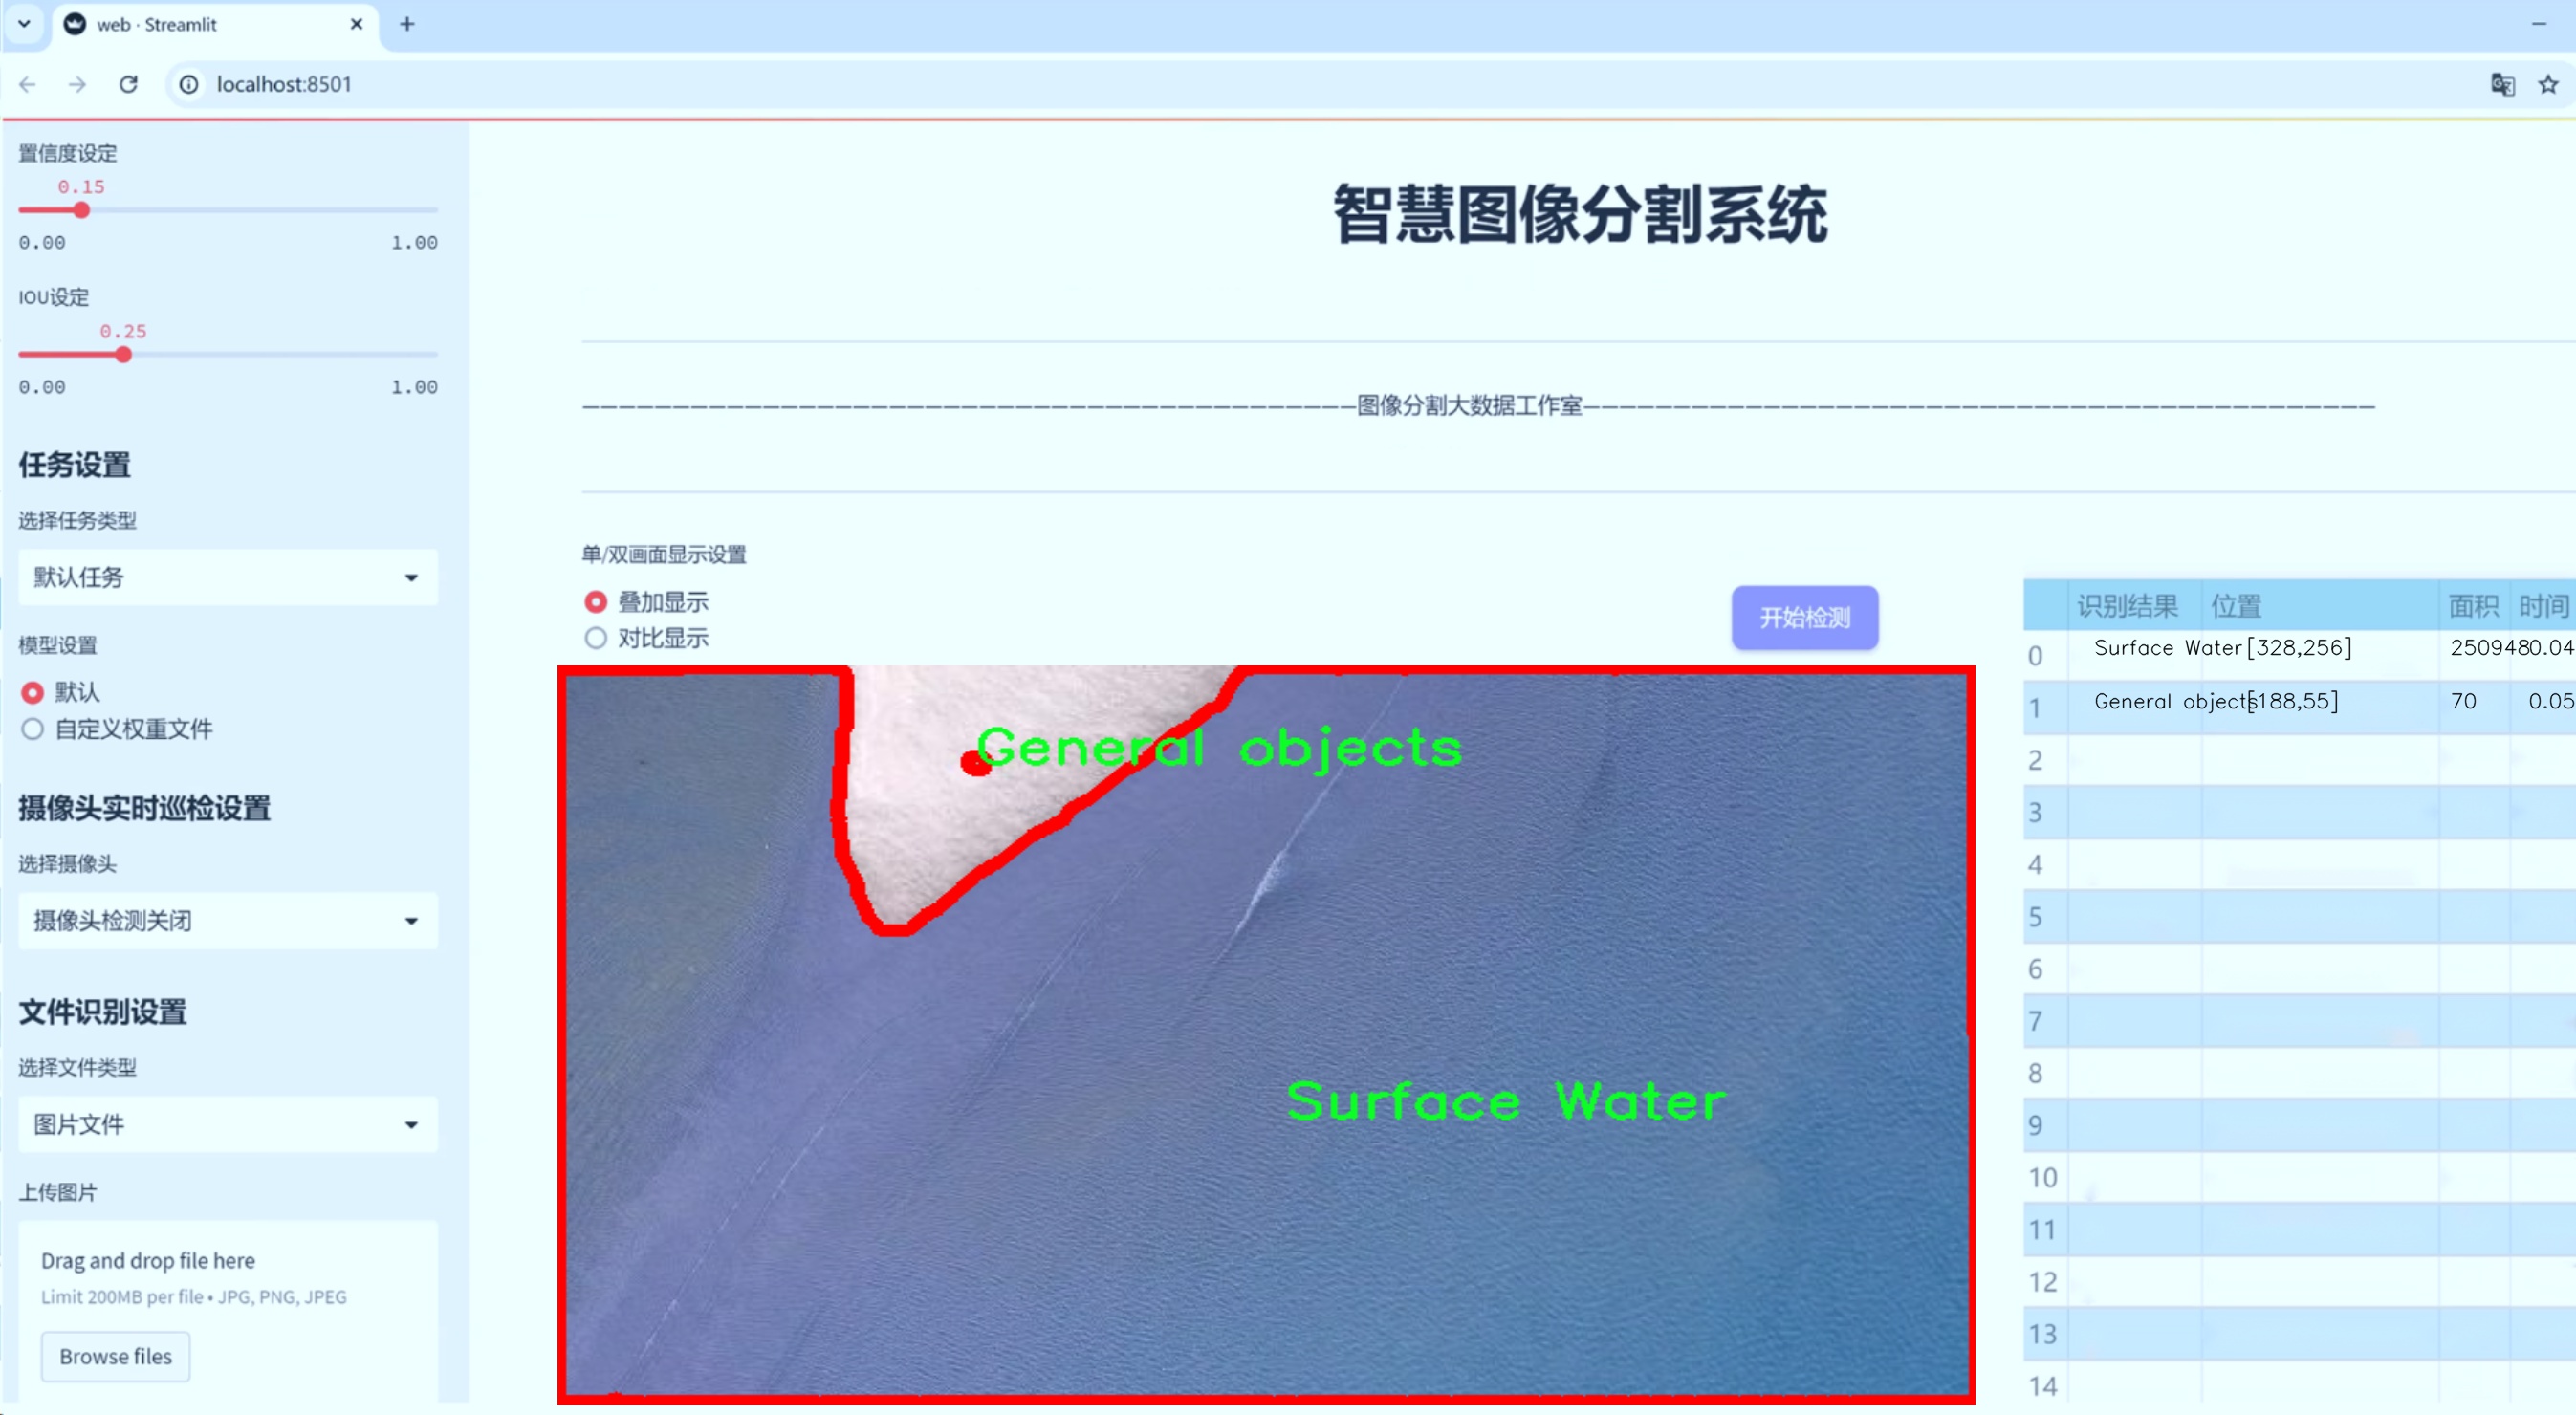 web · Streamlit
localhost:8501
置信度设定
0.15
0.00 1.00
IOU设定
0.25
0.00 1.00
任务设置
选择任务类型
默认任务
模型设置
默认
自定义权重文件
摄像头实时巡检设置
选择摄像头
摄像头检测关闭
文件识别设置
选择文件类型
图片文件
上传图片
Drag and drop file here
Limit 200MB per file • JPG, PNG, JPEG
Browse files
智慧图像分割系统
图像分割大数据工作室
单/双画面显示设置
叠加显示
对比显示
开始检测
General objects
Surface Water
识别结果 位置 面积 时间
0 Surface Water[328,256] 2509480.04
1 General objects[188,55] 70 0.05
2
3
4
5
6
7
8
9
10
11
12
13
14